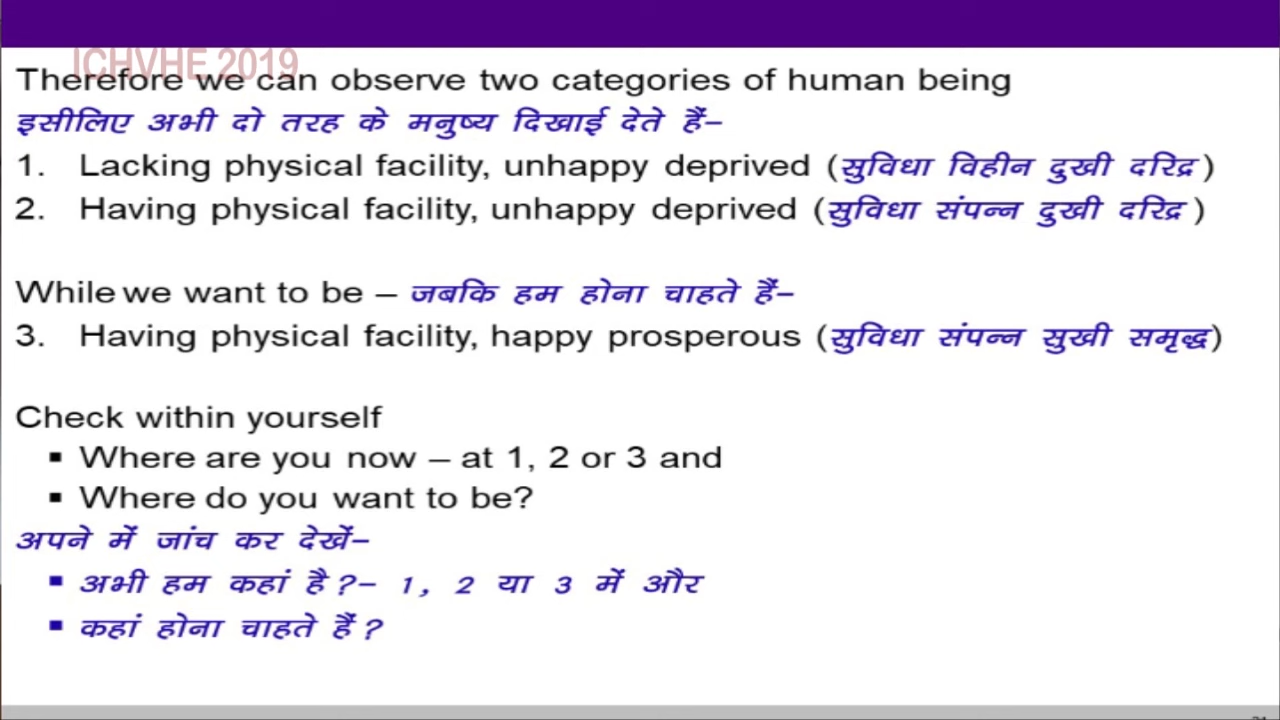 ICHVHE 2019
Therefore we can observe two categories of human being
इसीलिए अभी दो तरह के मनुष्य दिखाई देते हैं–
1. Lacking physical facility, unhappy deprived (सुविधा विहीन दुखी दरिद्र)
2. Having physical facility, unhappy deprived (सुविधा संपन्न दुखी दरिद्र )
While we want to be – जबकि हम होना चाहते हैं–
3. Having physical facility, happy prosperous (सुविधा संपन्न सुखी समृद्ध)
Check within yourself
▪ Where are you now – at 1, 2 or 3 and
▪ Where do you want to be?
अपने में जांच कर देखें–
▪ अभी हम कहां है ?– 1, 2 या 3 में और
▪ कहां होना चाहते हैं ?